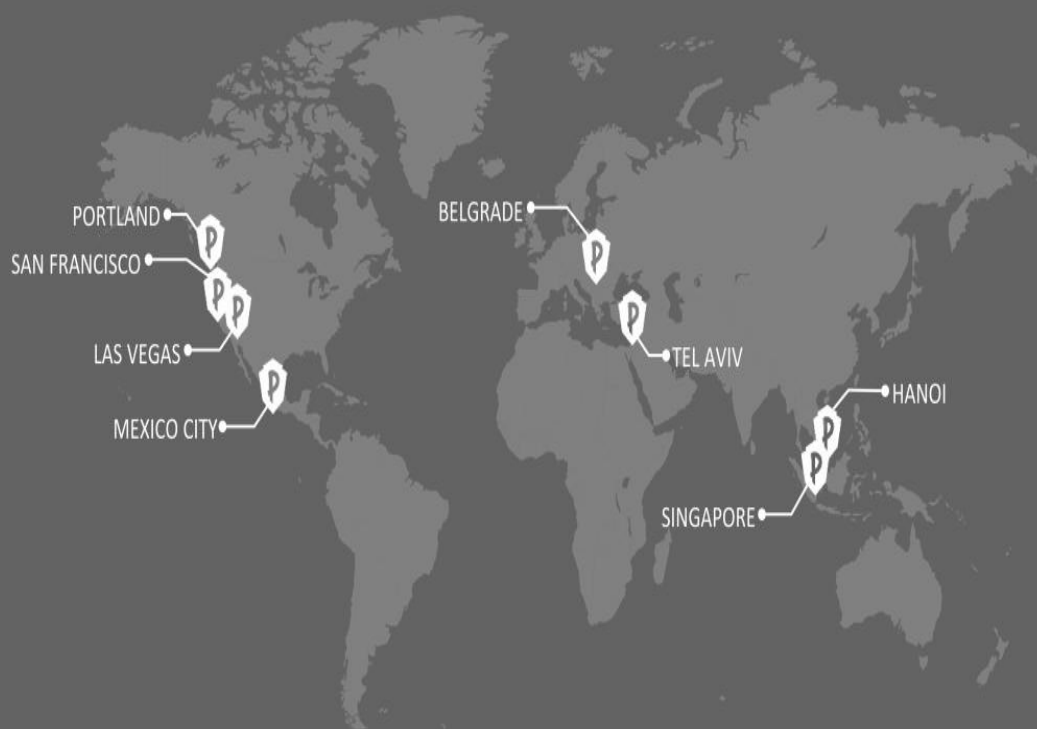 PORTLAND
BELGRADE
SAN FRANCISCO
LAS VEGAS
TEL AVIV
HANOI
MEXICO CITY
SINGAPORE
P
P
P
P
P
P
P
P